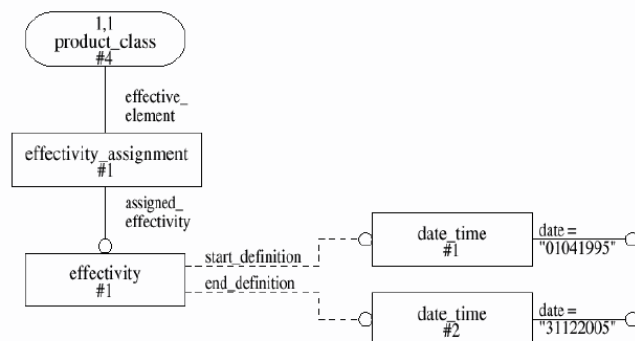 1,1
product_class
#4
effective_
element
effectivity_assignment
#1
assigned_
effectivity
effectivity
#1
start_definition
end_definition
date_time
#1
date =
"01041995"
date_time
#2
date =
"31122005"